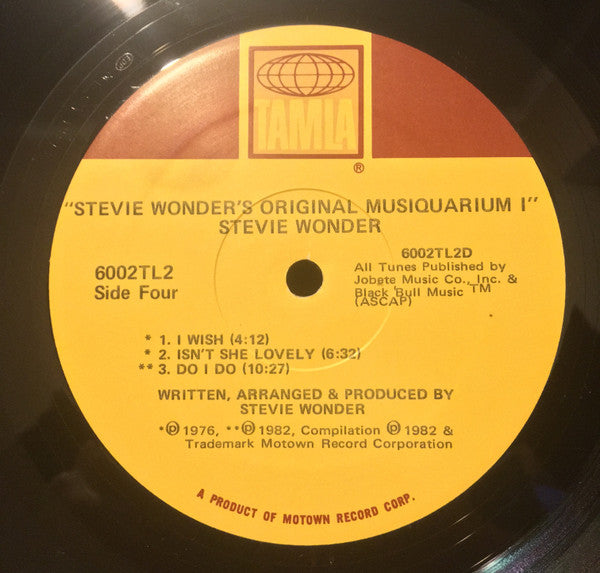 TAMLA
®
"STEVIE WONDER'S ORIGINAL MUSIQUARIUM I"
STEVIE WONDER
6002TL2
Side Four
6002TL2D
All Tunes Published by
Jobete Music Co., Inc. &
Black Bull Music TM
(ASCAP)
* 1. I WISH (4:12)
* 2. ISN'T SHE LOVELY (6:32)
** 3. DO I DO (10:27)
WRITTEN, ARRANGED & PRODUCED BY
STEVIE WONDER
*℗ 1976, **℗ 1982, Compilation ℗ 1982 &
Trademark Motown Record Corporation
A PRODUCT OF MOTOWN RECORD CORP.